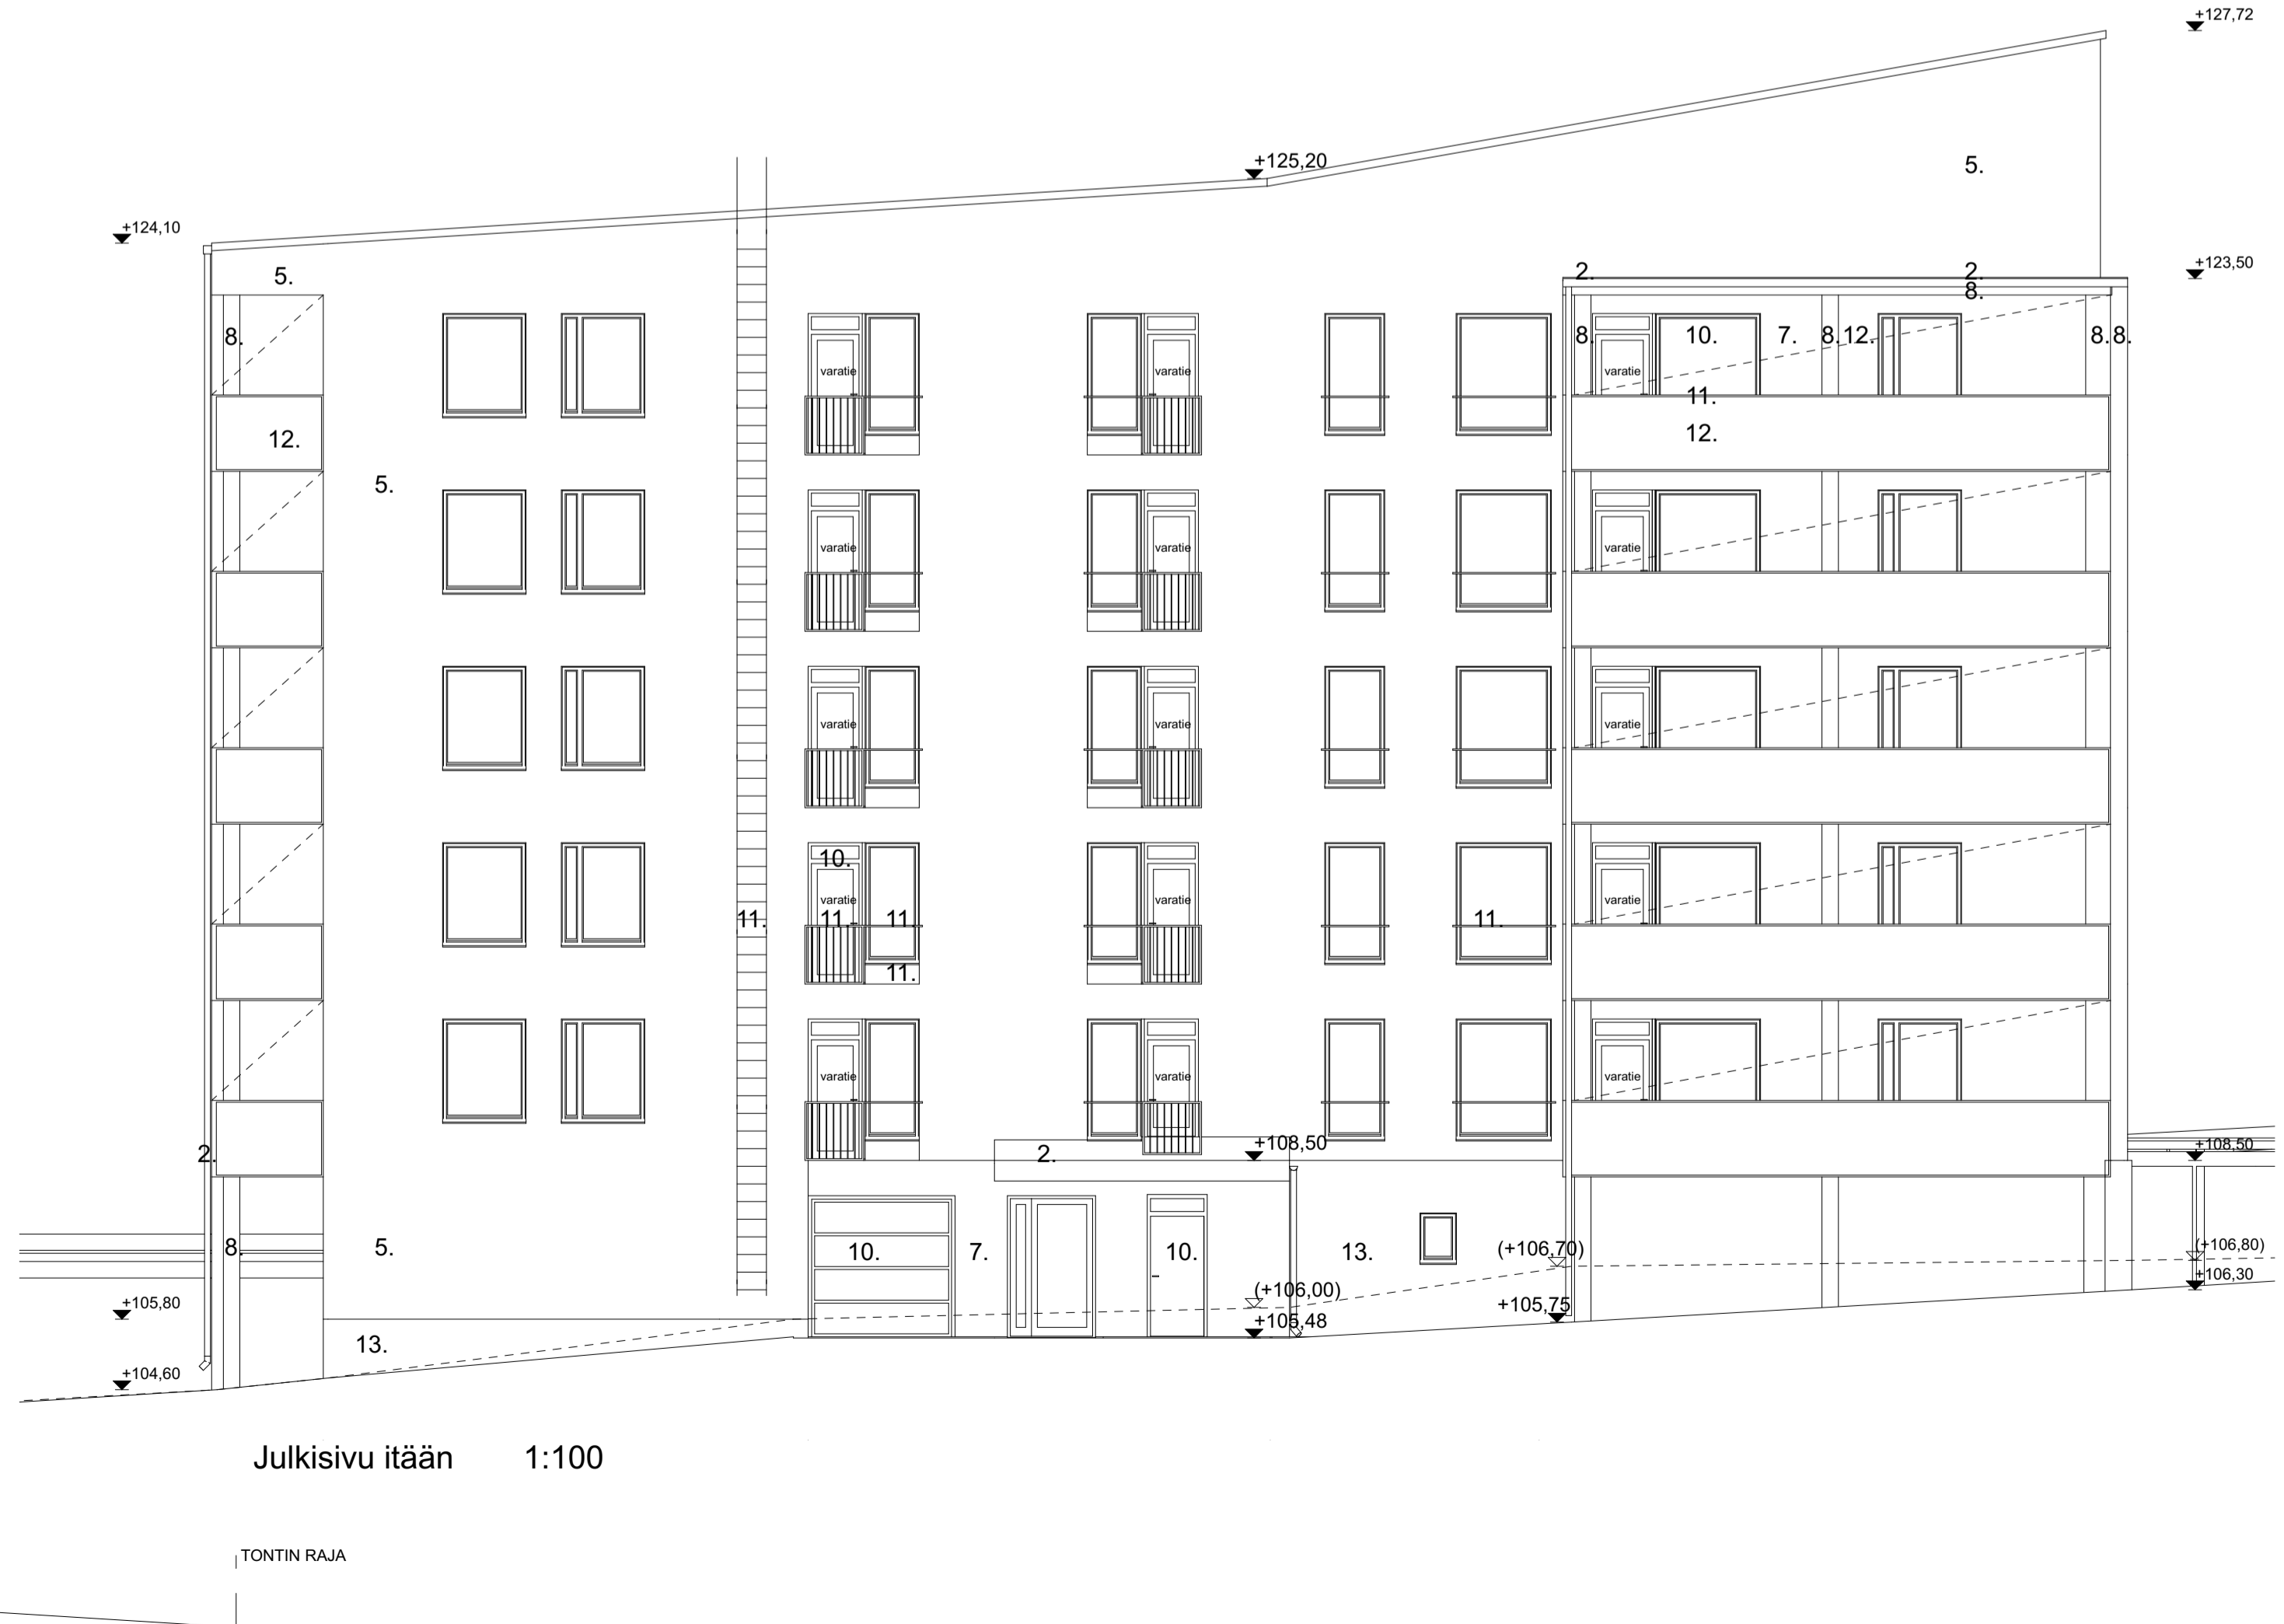 +127,72
+125,20
5.
+124,10
+123,50
5.
2.
2.
8.
8.
8.
10.
7.
8.
12.
8.
8.
varatie
varatie
varatie
11.
12.
12.
5.
varatie
varatie
varatie
varatie
varatie
varatie
10.
varatie
varatie
varatie
11.
11.
11.
11.
11.
varatie
varatie
varatie
2.
2.
+108,50
+108,50
8.
5.
10.
7.
10.
13.
(+106,70)
(+106,80)
(+106,00)
+106,30
+105,80
+105,48
+105,75
13.
+104,60
Julkisivu itään 1:100
TONTIN RAJA